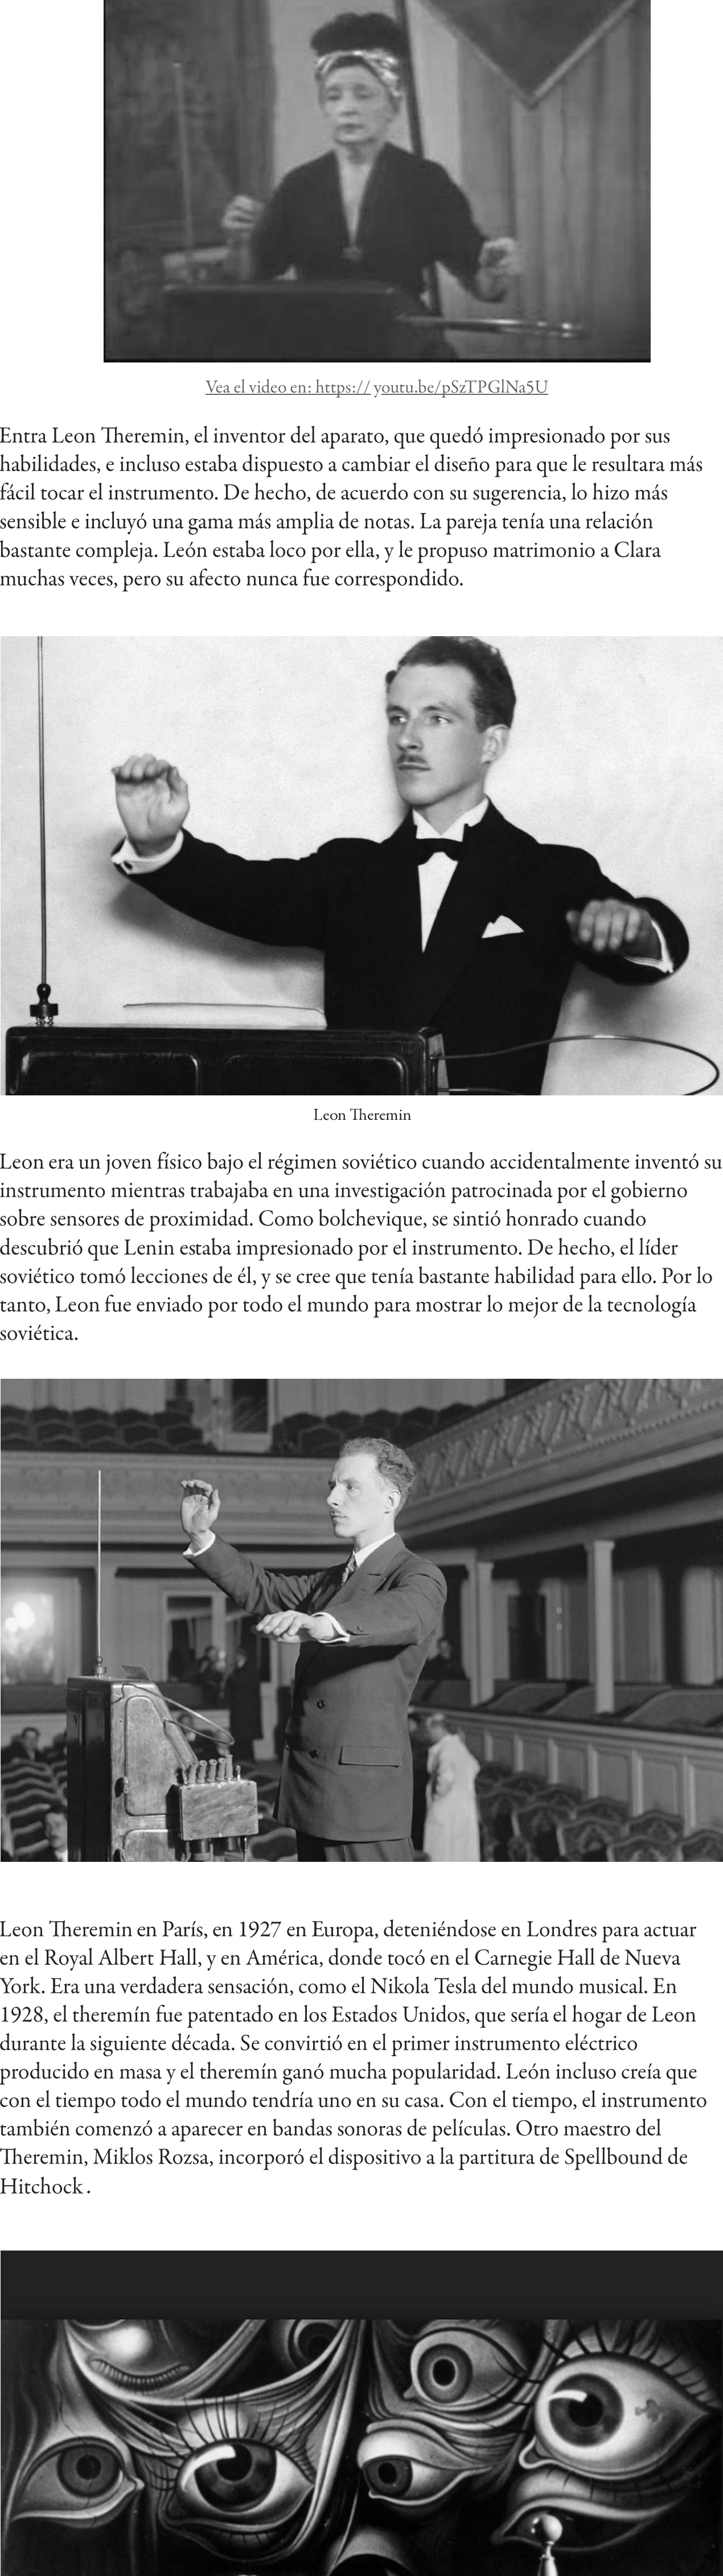 Vea el video en: https:// youtu.be/pSzTPGlNa5U
Entra Leon Theremin, el inventor del aparato, que quedó impresionado por sus
habilidades, e incluso estaba dispuesto a cambiar el diseño para que le resultara más
fácil tocar el instrumento. De hecho, de acuerdo con su sugerencia, lo hizo más
sensible e incluyó una gama más amplia de notas. La pareja tenía una relación
bastante compleja. León estaba loco por ella, y le propuso matrimonio a Clara
muchas veces, pero su afecto nunca fue correspondido.
Leon Theremin
Leon era un joven físico bajo el régimen soviético cuando accidentalmente inventó su
instrumento mientras trabajaba en una investigación patrocinada por el gobierno
sobre sensores de proximidad. Como bolchevique, se sintió honrado cuando
descubrió que Lenin estaba impresionado por el instrumento. De hecho, el líder
soviético tomó lecciones de él, y se cree que tenía bastante habilidad para ello. Por lo
tanto, Leon fue enviado por todo el mundo para mostrar lo mejor de la tecnología
soviética.
Leon Theremin en París, en 1927 en Europa, deteniéndose en Londres para actuar
en el Royal Albert Hall, y en América, donde tocó en el Carnegie Hall de Nueva
York. Era una verdadera sensación, como el Nikola Tesla del mundo musical. En
1928, el theremín fue patentado en los Estados Unidos, que sería el hogar de Leon
durante la siguiente década. Se convirtió en el primer instrumento eléctrico
producido en masa y el theremín ganó mucha popularidad. León incluso creía que
con el tiempo todo el mundo tendría uno en su casa. Con el tiempo, el instrumento
también comenzó a aparecer en bandas sonoras de películas. Otro maestro del
Theremin, Miklos Rozsa, incorporó el dispositivo a la partitura de Spellbound de
Hitchock .